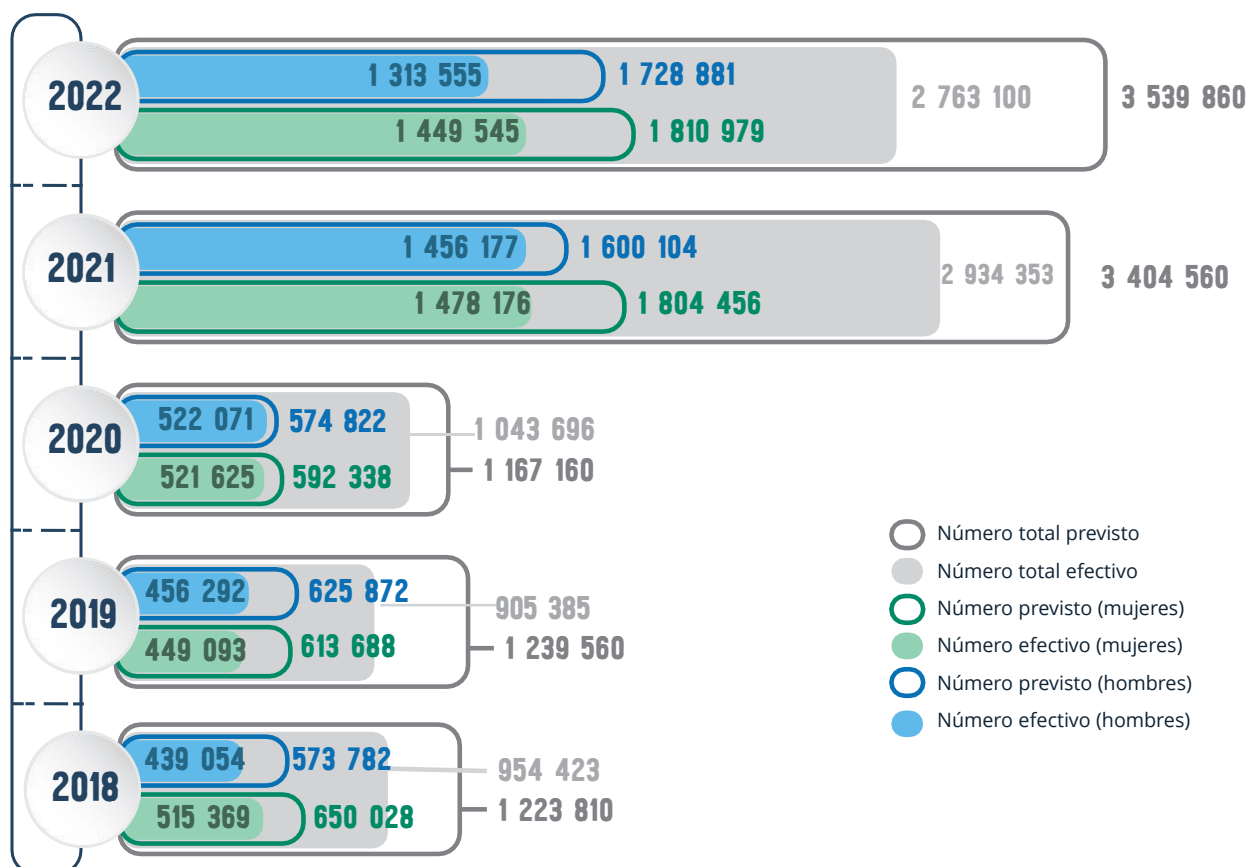 2022
1 313 555
1 728 881
1 449 545
1 810 979
2 763 100
3 539 860
2021
1 456 177
1 600 104
1 478 176
1 804 456
2 934 353
3 404 560
2020
522 071
574 822
521 625
592 338
1 043 696
1 167 160
2019
456 292
625 872
449 093
613 688
905 385
1 239 560
2018
439 054
573 782
515 369
650 028
954 423
1 223 810
Número total previsto
Número total efectivo
Número previsto (mujeres)
Número efectivo (mujeres)
Número previsto (hombres)
Número efectivo (hombres)